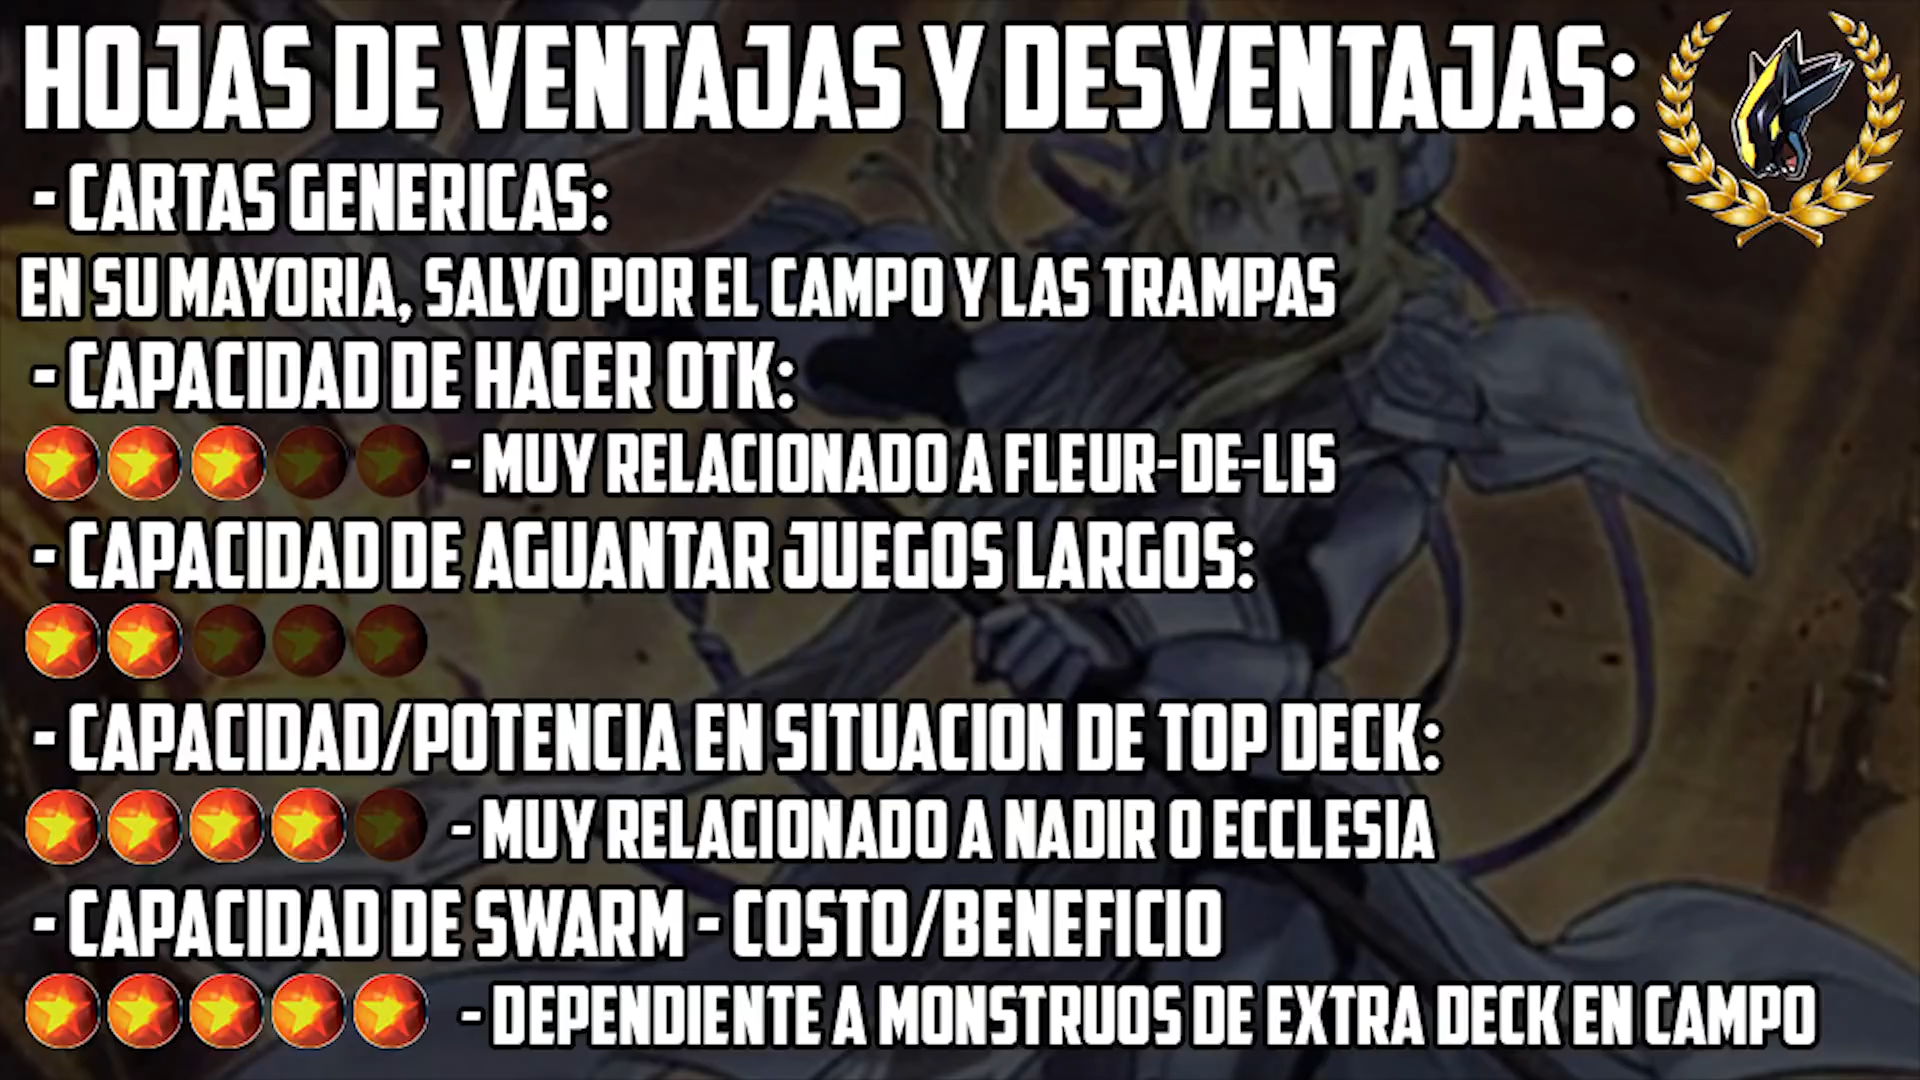 HOJAS DE VENTAJAS Y DESVENTAJAS:
- CARTAS GENERICAS:
EN SU MAYORIA, SALVO POR EL CAMPO Y LAS TRAMPAS
- CAPACIDAD DE HACER OTK:
- MUY RELACIONADO A FLEUR-DE-LIS
- CAPACIDAD DE AGUANTAR JUEGOS LARGOS:
- CAPACIDAD/POTENCIA EN SITUACION DE TOP DECK:
- MUY RELACIONADO A NADIR O ECCLESIA
- CAPACIDAD DE SWARM - COSTO/BENEFICIO
- DEPENDIENTE A MONSTRUOS DE EXTRA DECK EN CAMPO